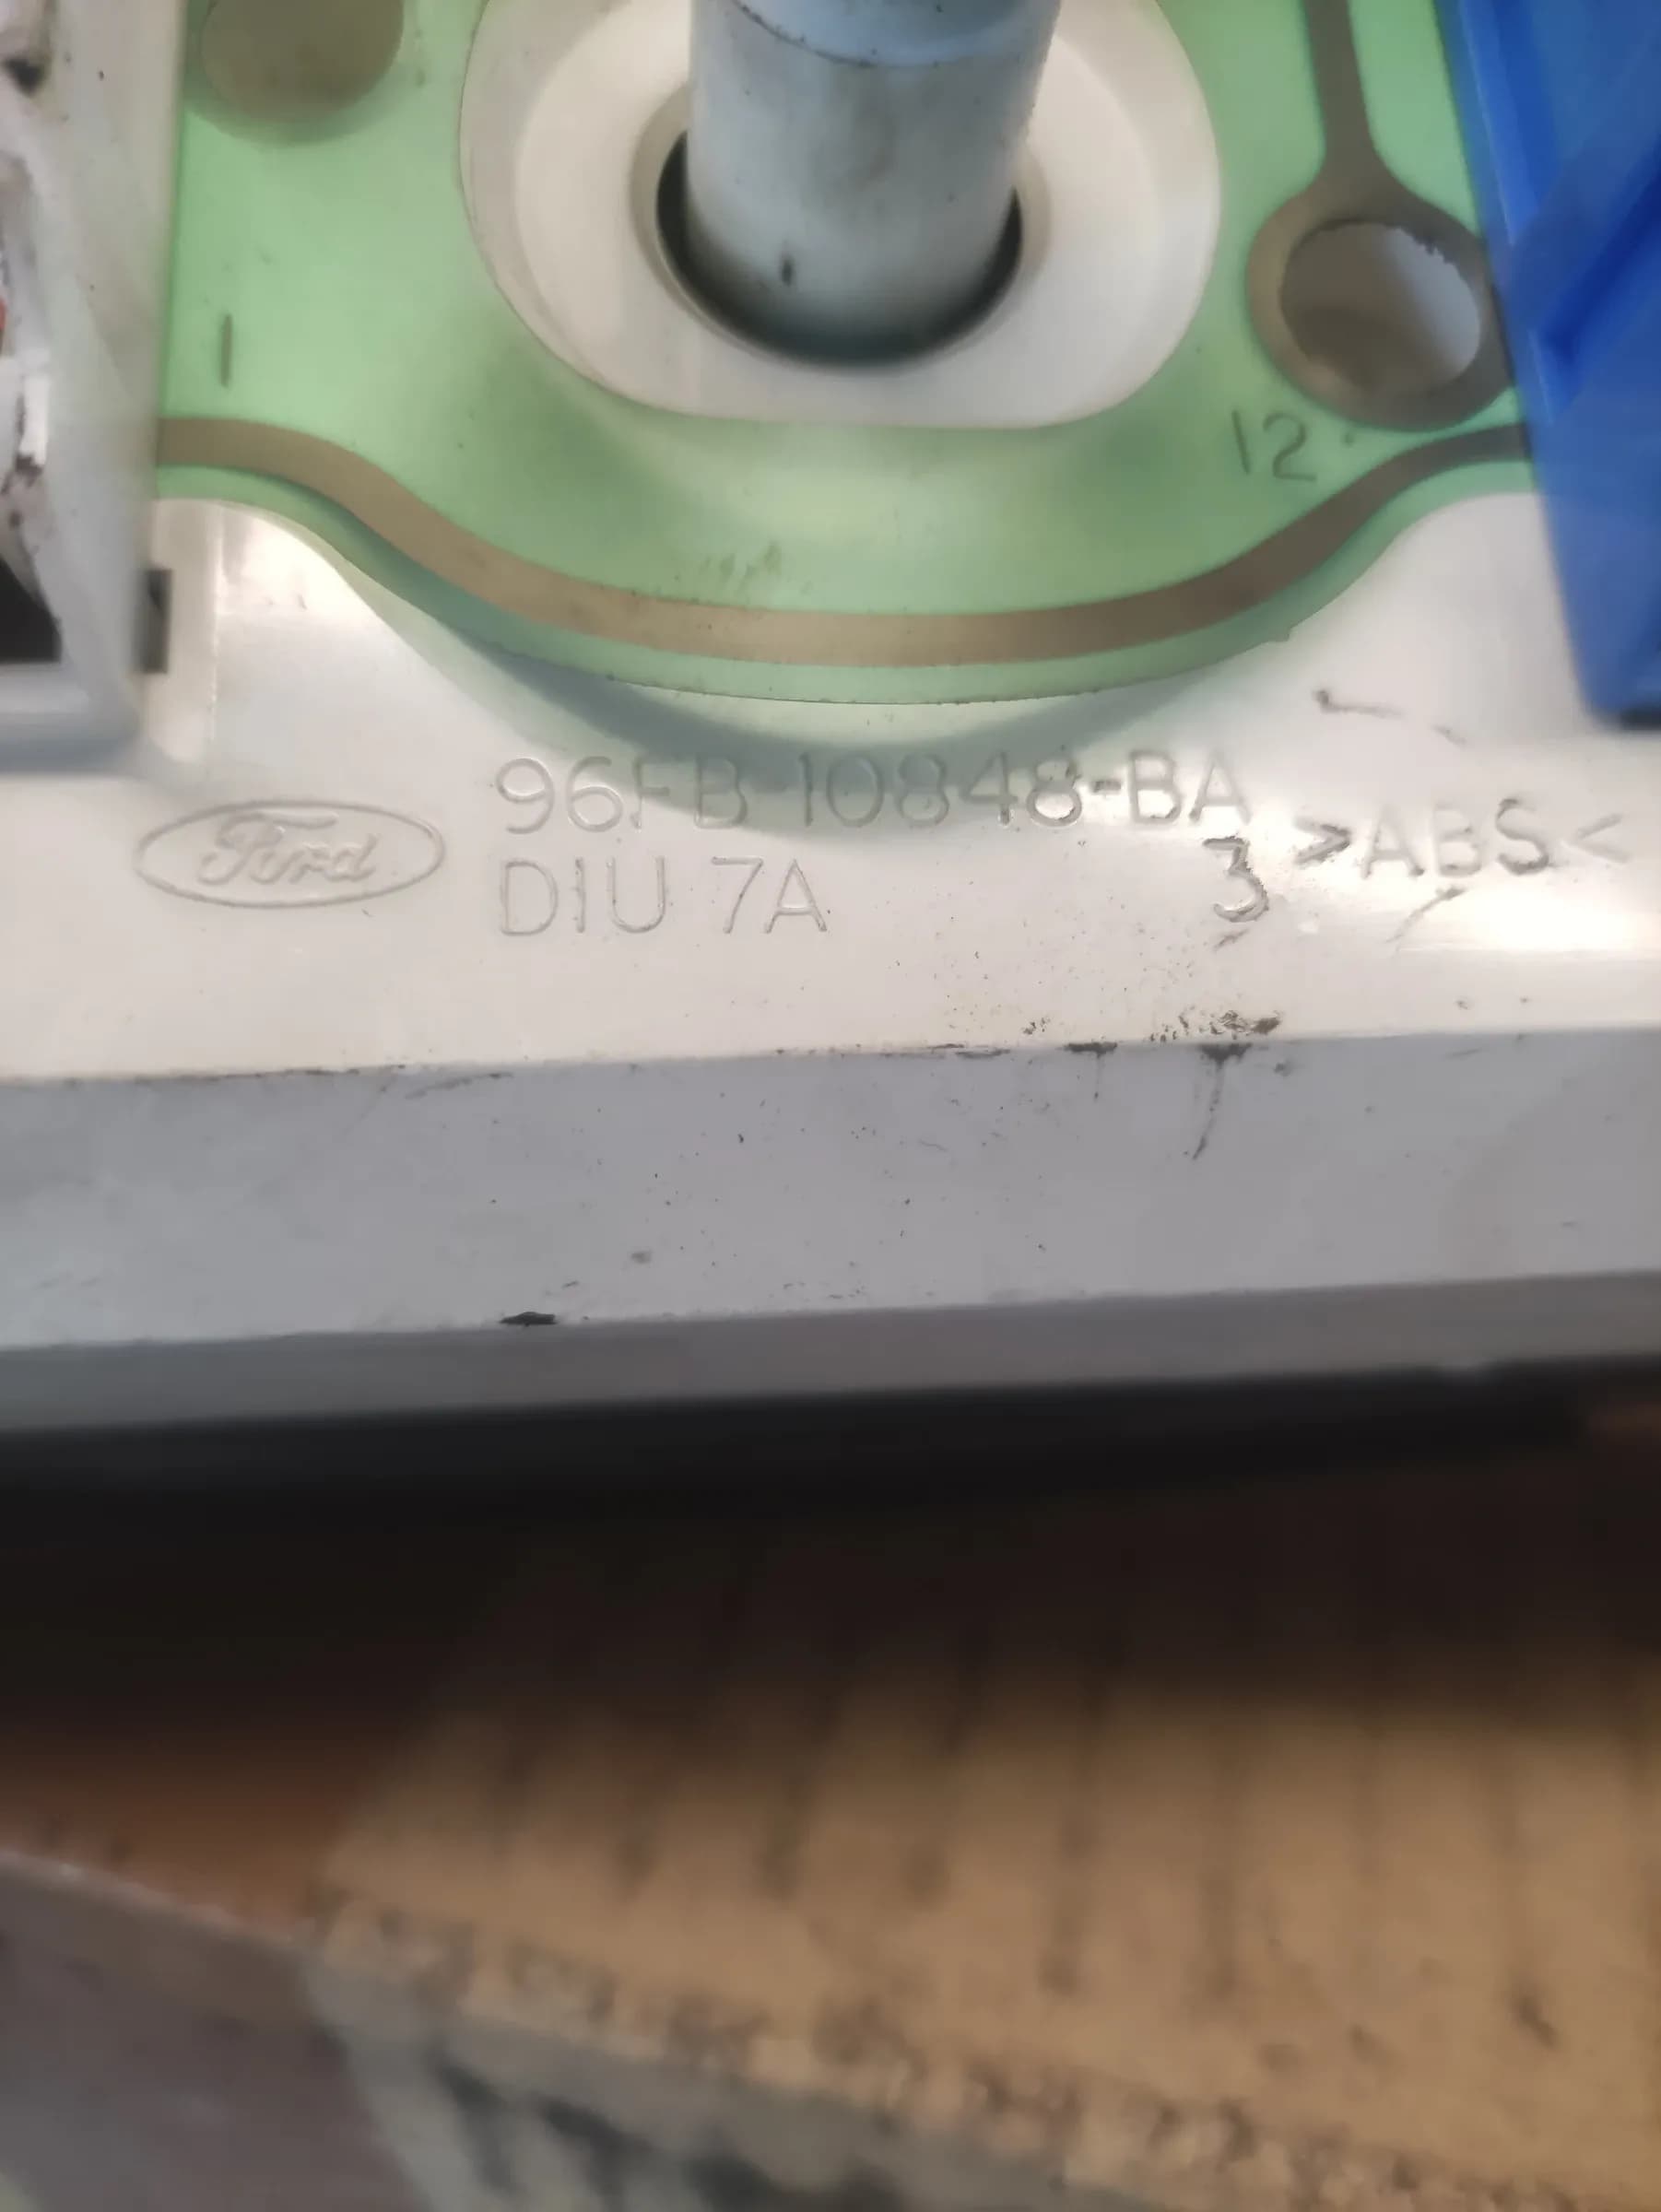 1
12
Ford
96FB-10848-BA
>ABS<
DIU 7A
3